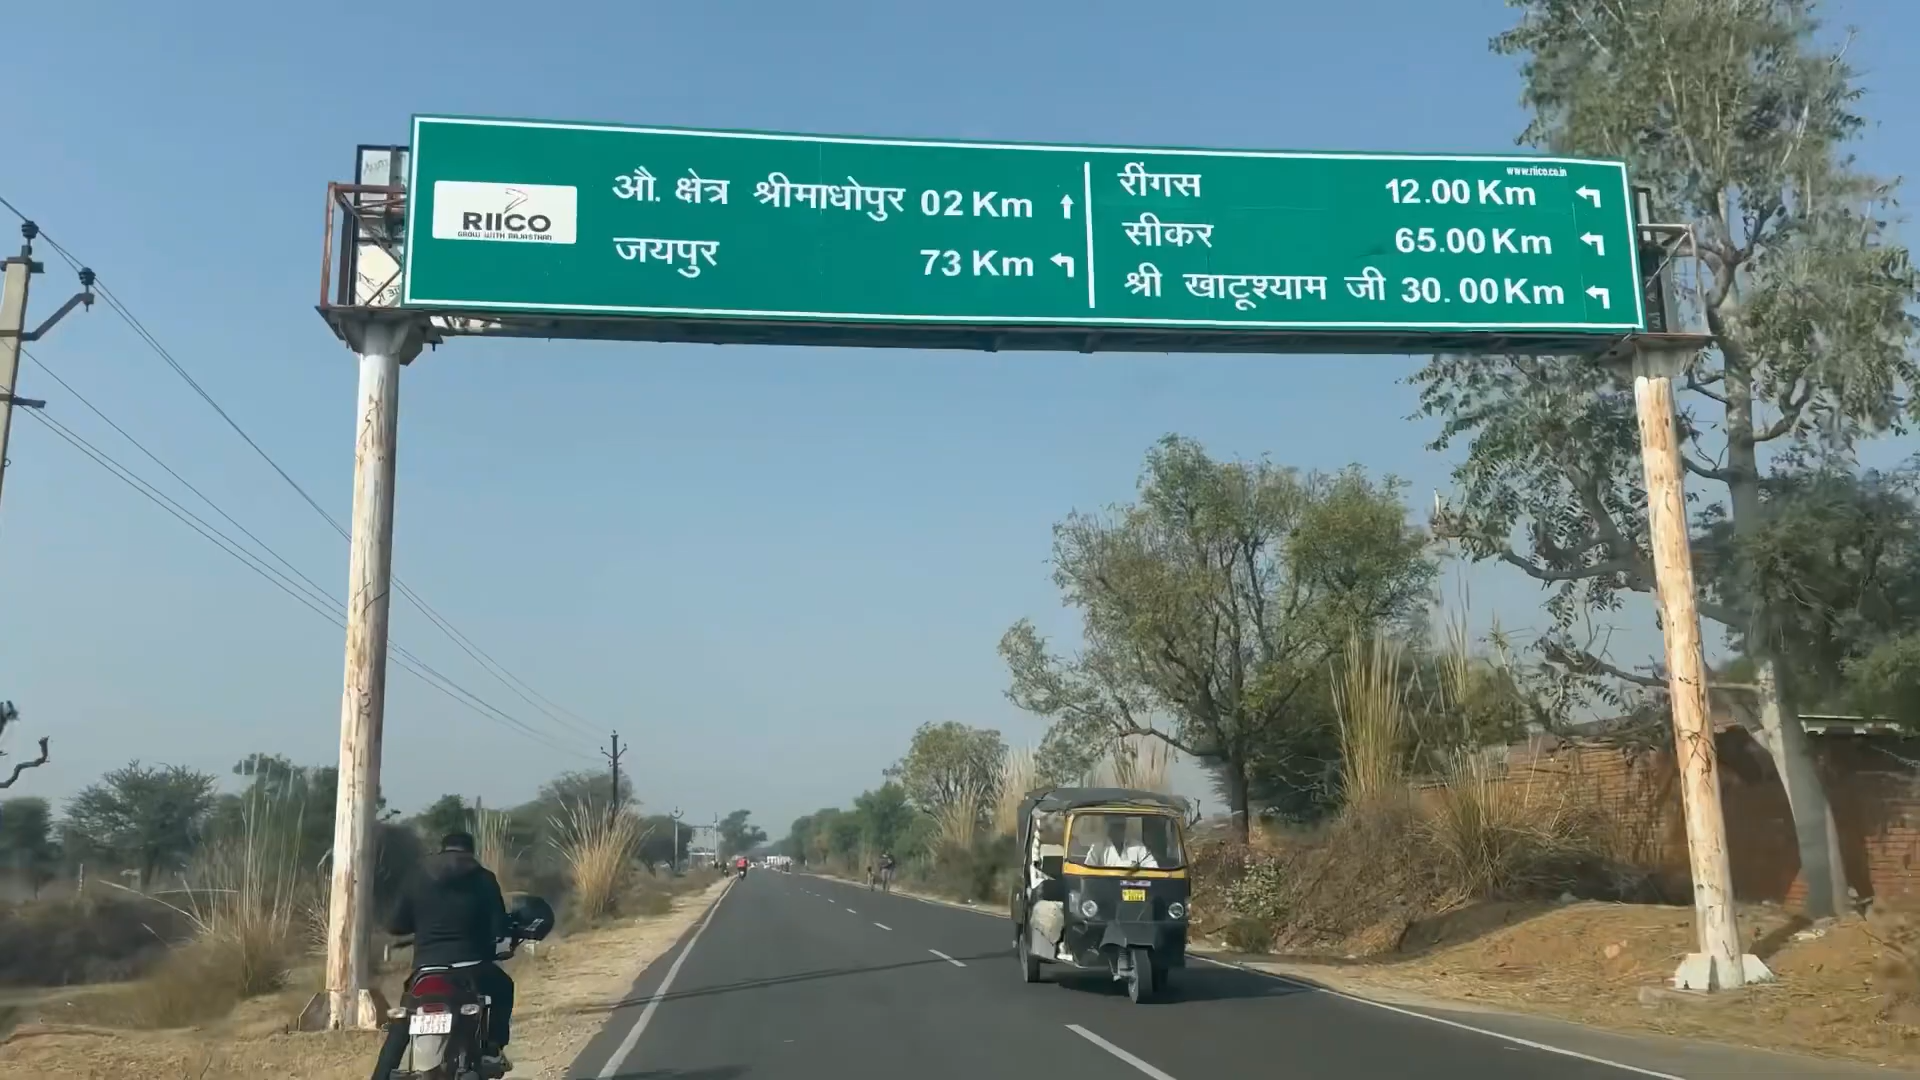 RIICO
GROW WITH RAJASTHAN
औ. क्षेत्र श्रीमाधोपुर 02 Km
जयपुर 73 Km
www.riico.co.in
रींगस 12.00 Km
सीकर 65.00 Km
श्री खाटूश्याम जी 30.00 Km